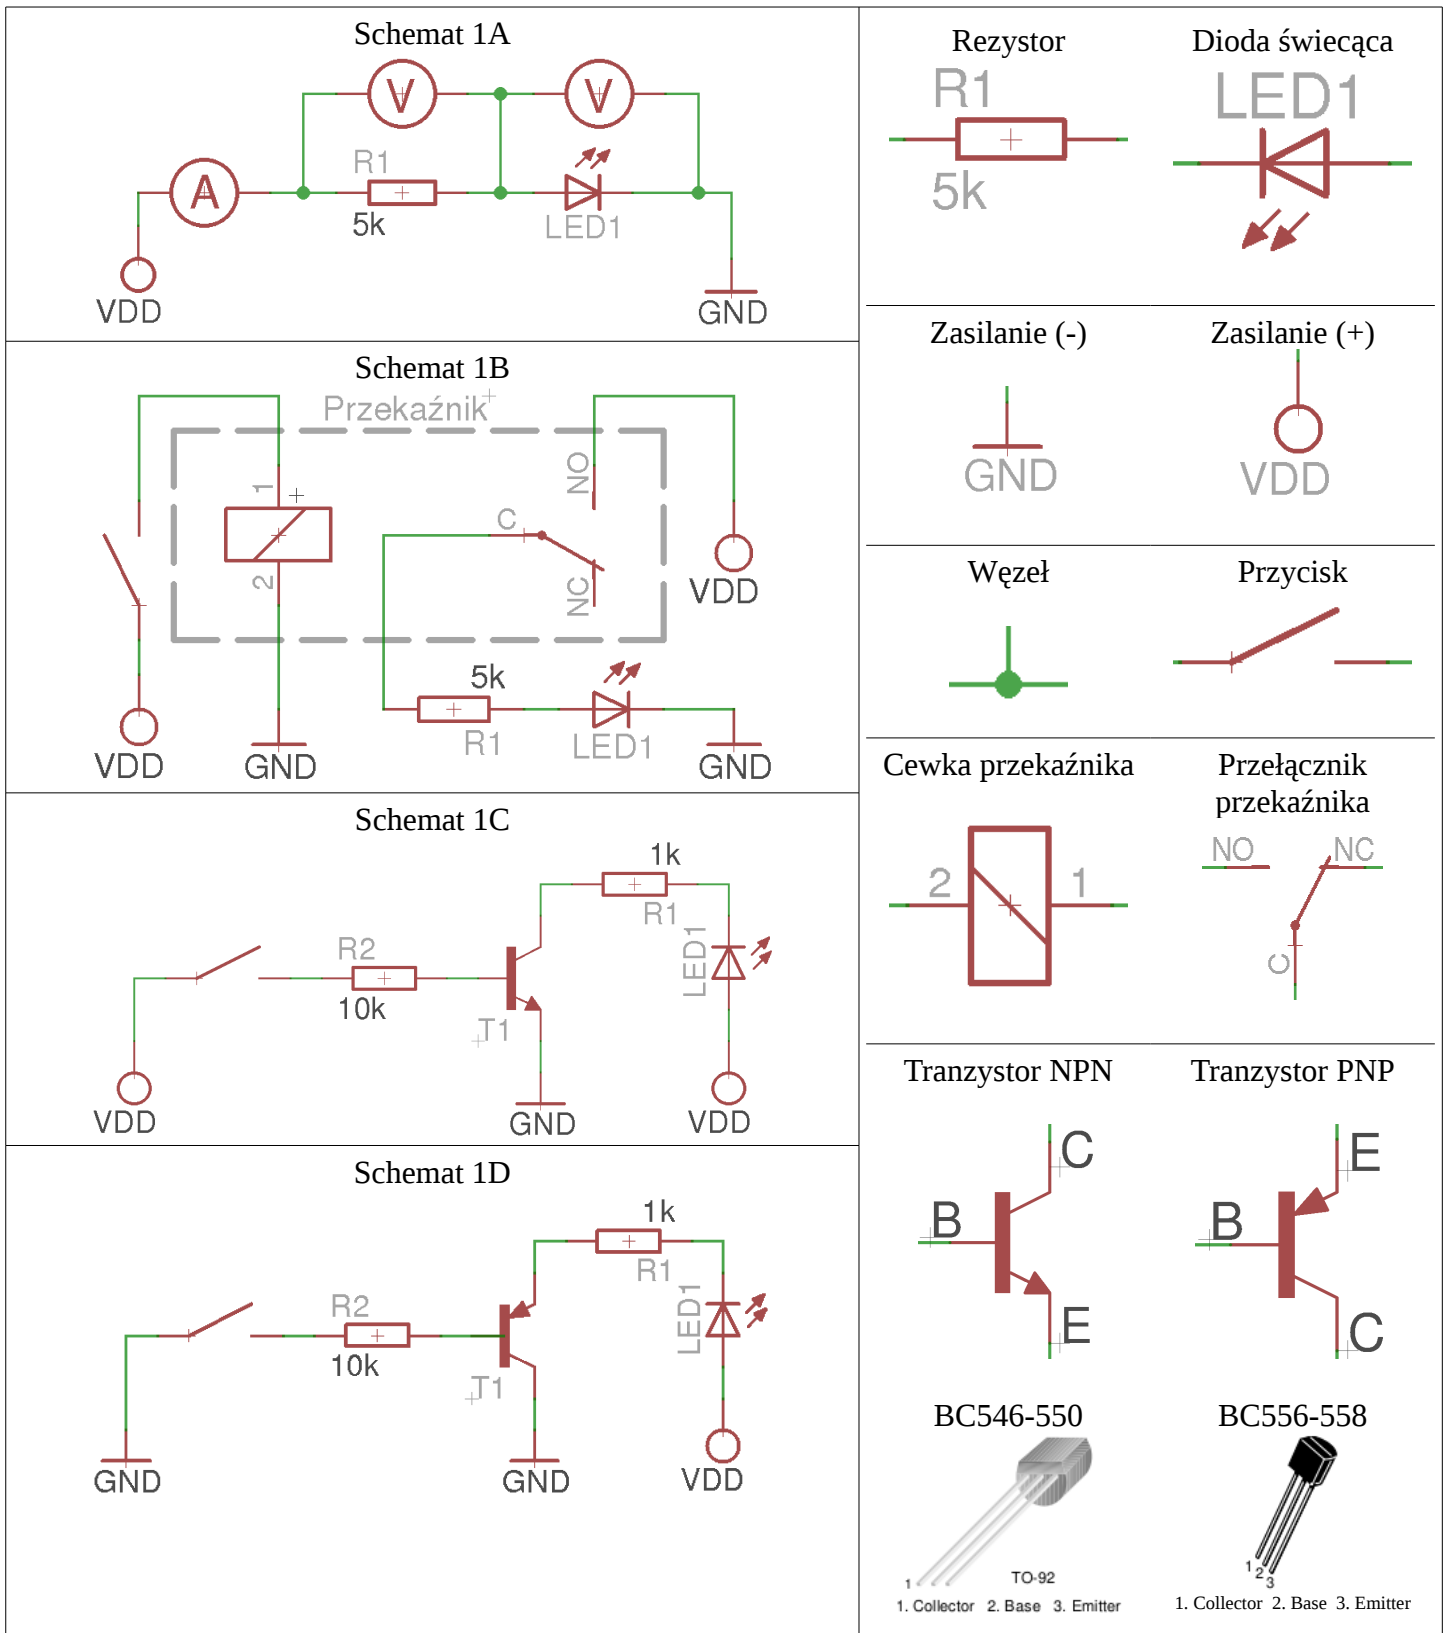 Schemat 1A
V
V
R1
A
5k
LED1
VDD
GND
Schemat 1B
Przekaźnik
1
NO
C
2
NC
VDD
5k
R1
LED1
VDD
GND
GND
Schemat 1C
1k
R1
R2
LED1
10k
T1
VDD
GND
VDD
Schemat 1D
1k
R1
R2
LED1
10k
T1
GND
GND
VDD
Rezystor
Dioda świecąca
R1
LED1
5k
Zasilanie (-)
Zasilanie (+)
GND
VDD
Węzeł
Przycisk
Cewka przekaźnika
Przełącznik
przekaźnika
2
1
NO
NC
C
Tranzystor NPN
Tranzystor PNP
C
B
E
E
B
C
BC546-550
BC556-558
1
TO-92
1. Collector 2. Base 3. Emitter
1
2
3
1. Collector 2. Base 3. Emitter